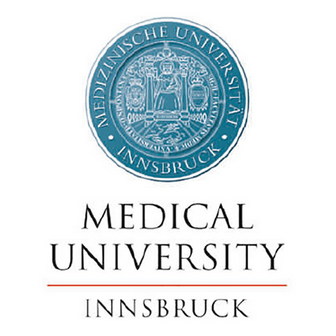 · MEDIZINISCHE UNIVERSITÄT ·
INNSBRUCK
MEDICAL
UNIVERSITY
INNSBRUCK